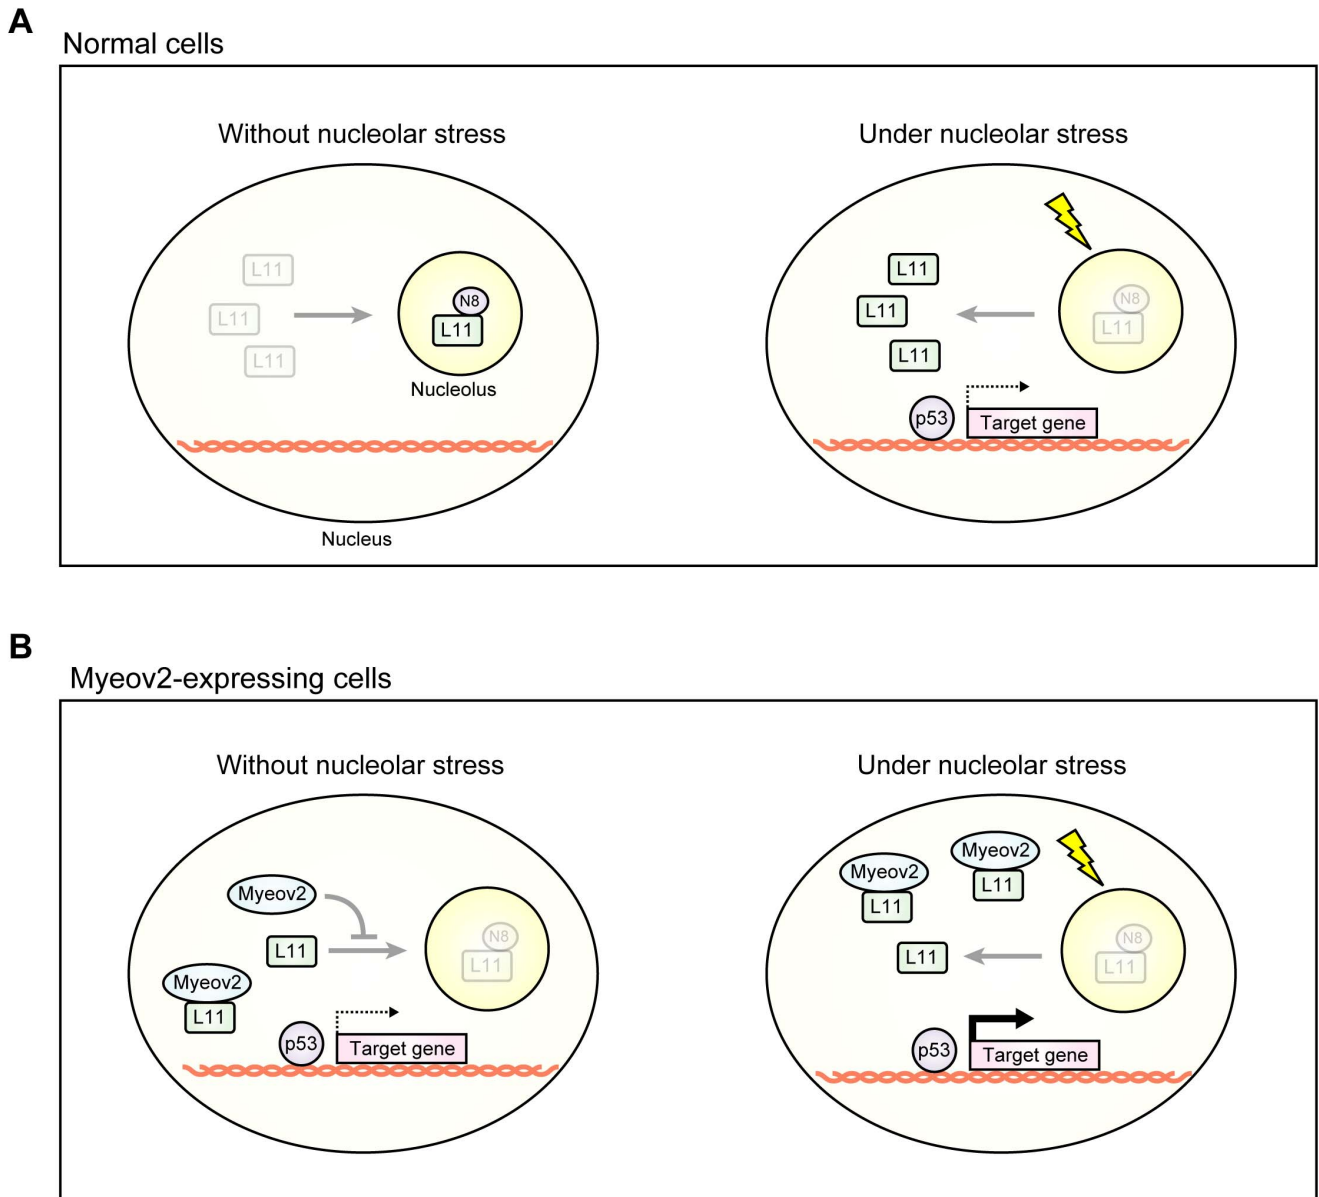 A
Normal cells
Without nucleolar stress
Under nucleolar stress
L11
L11
L11
N8
L11
Nucleolus
Nucleus
L11
L11
L11
N8
L11
p53
Target gene
B
Myeov2-expressing cells
Without nucleolar stress
Under nucleolar stress
Myeov2
L11
Myeov2
L11
N8
L11
p53
Target gene
Myeov2
L11
Myeov2
L11
L11
N8
L11
p53
Target gene